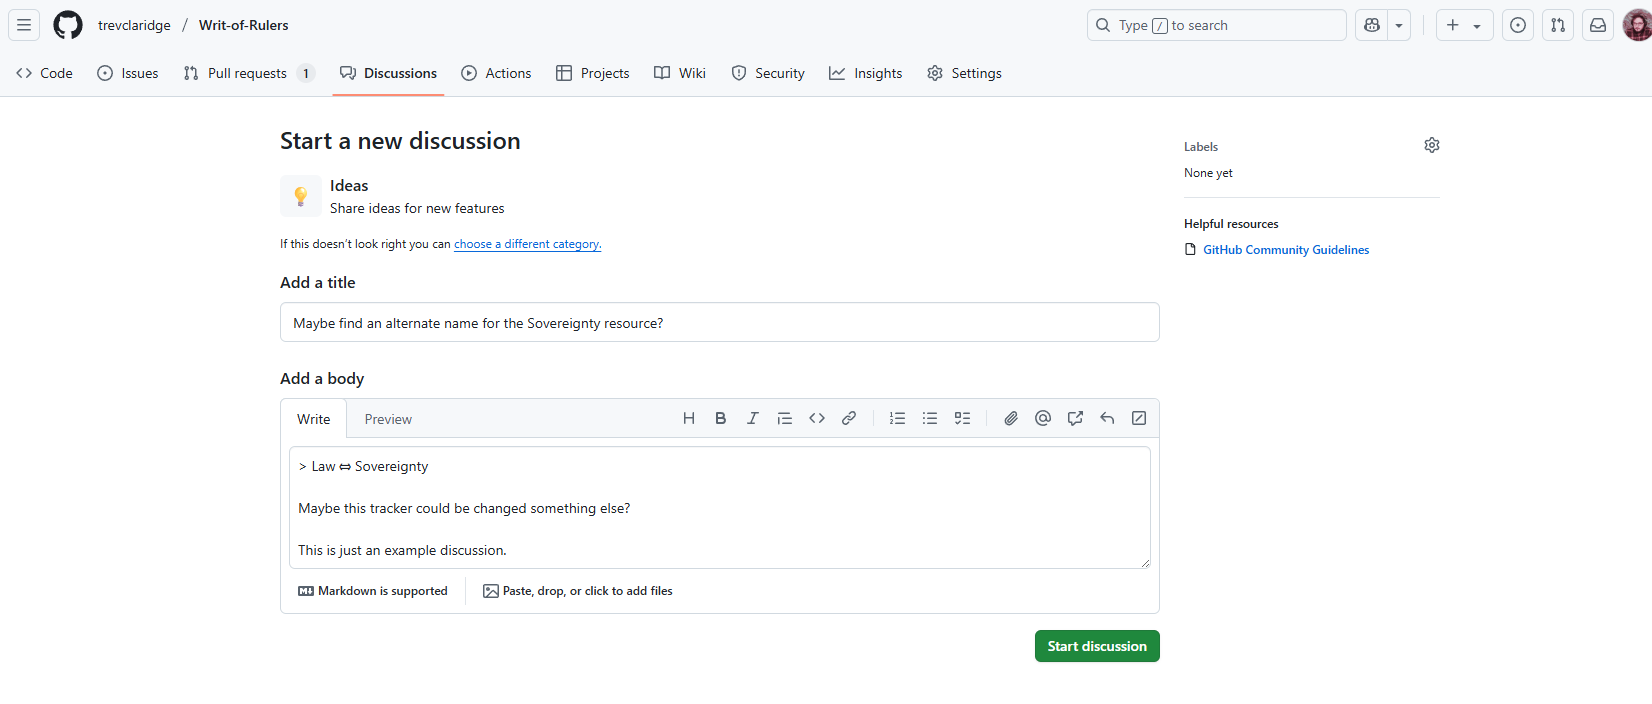 trevclaridge / Writ-of-Rulers
Type / to search
Code Issues Pull requests 1 Discussions Actions Projects Wiki Security Insights Settings
Start a new discussion
Ideas
Share ideas for new features
If this doesn't look right you can choose a different category.
Add a title
Maybe find an alternate name for the Sovereignty resource?
Add a body
Write Preview
> Law ⇔ Sovereignty
Maybe this tracker could be changed something else?
This is just an example discussion.
Markdown is supported
Paste, drop, or click to add files
Start discussion
Labels
None yet
Helpful resources
GitHub Community Guidelines